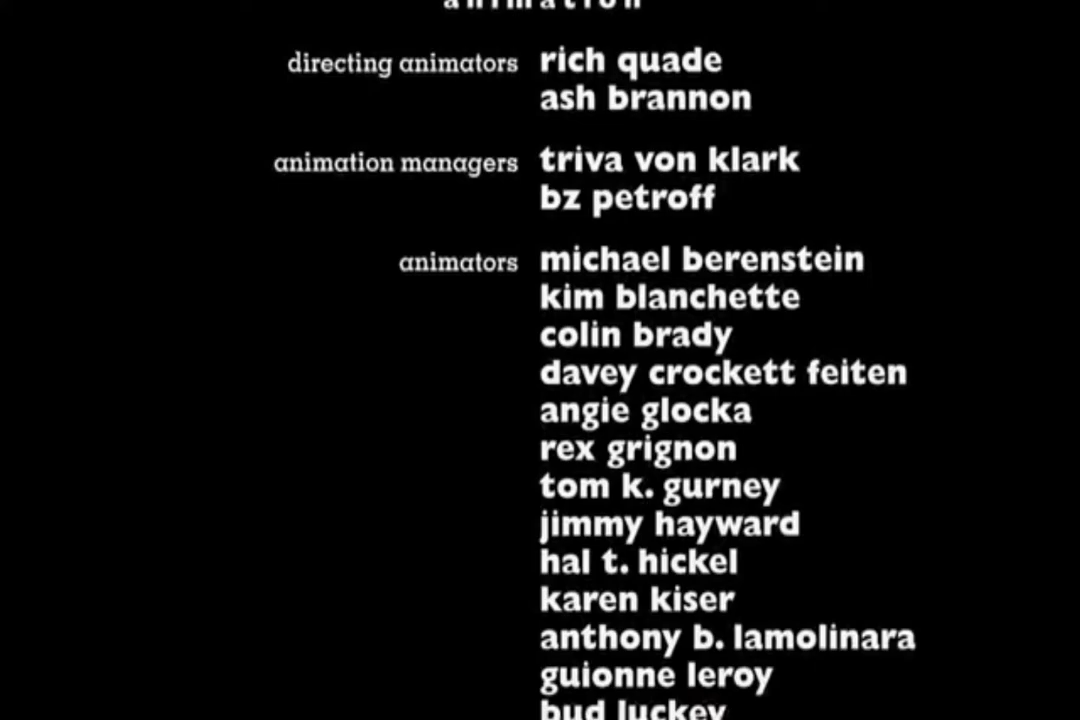 animation
directing animators rich quade
ash brannon
animation managers triva von klark
bz petroff
animators michael berenstein
kim blanchette
colin brady
davey crockett feiten
angie glocka
rex grignon
tom k. gurney
jimmy hayward
hal t. hickel
karen kiser
anthony b. lamolinara
guionne leroy
bud luckey